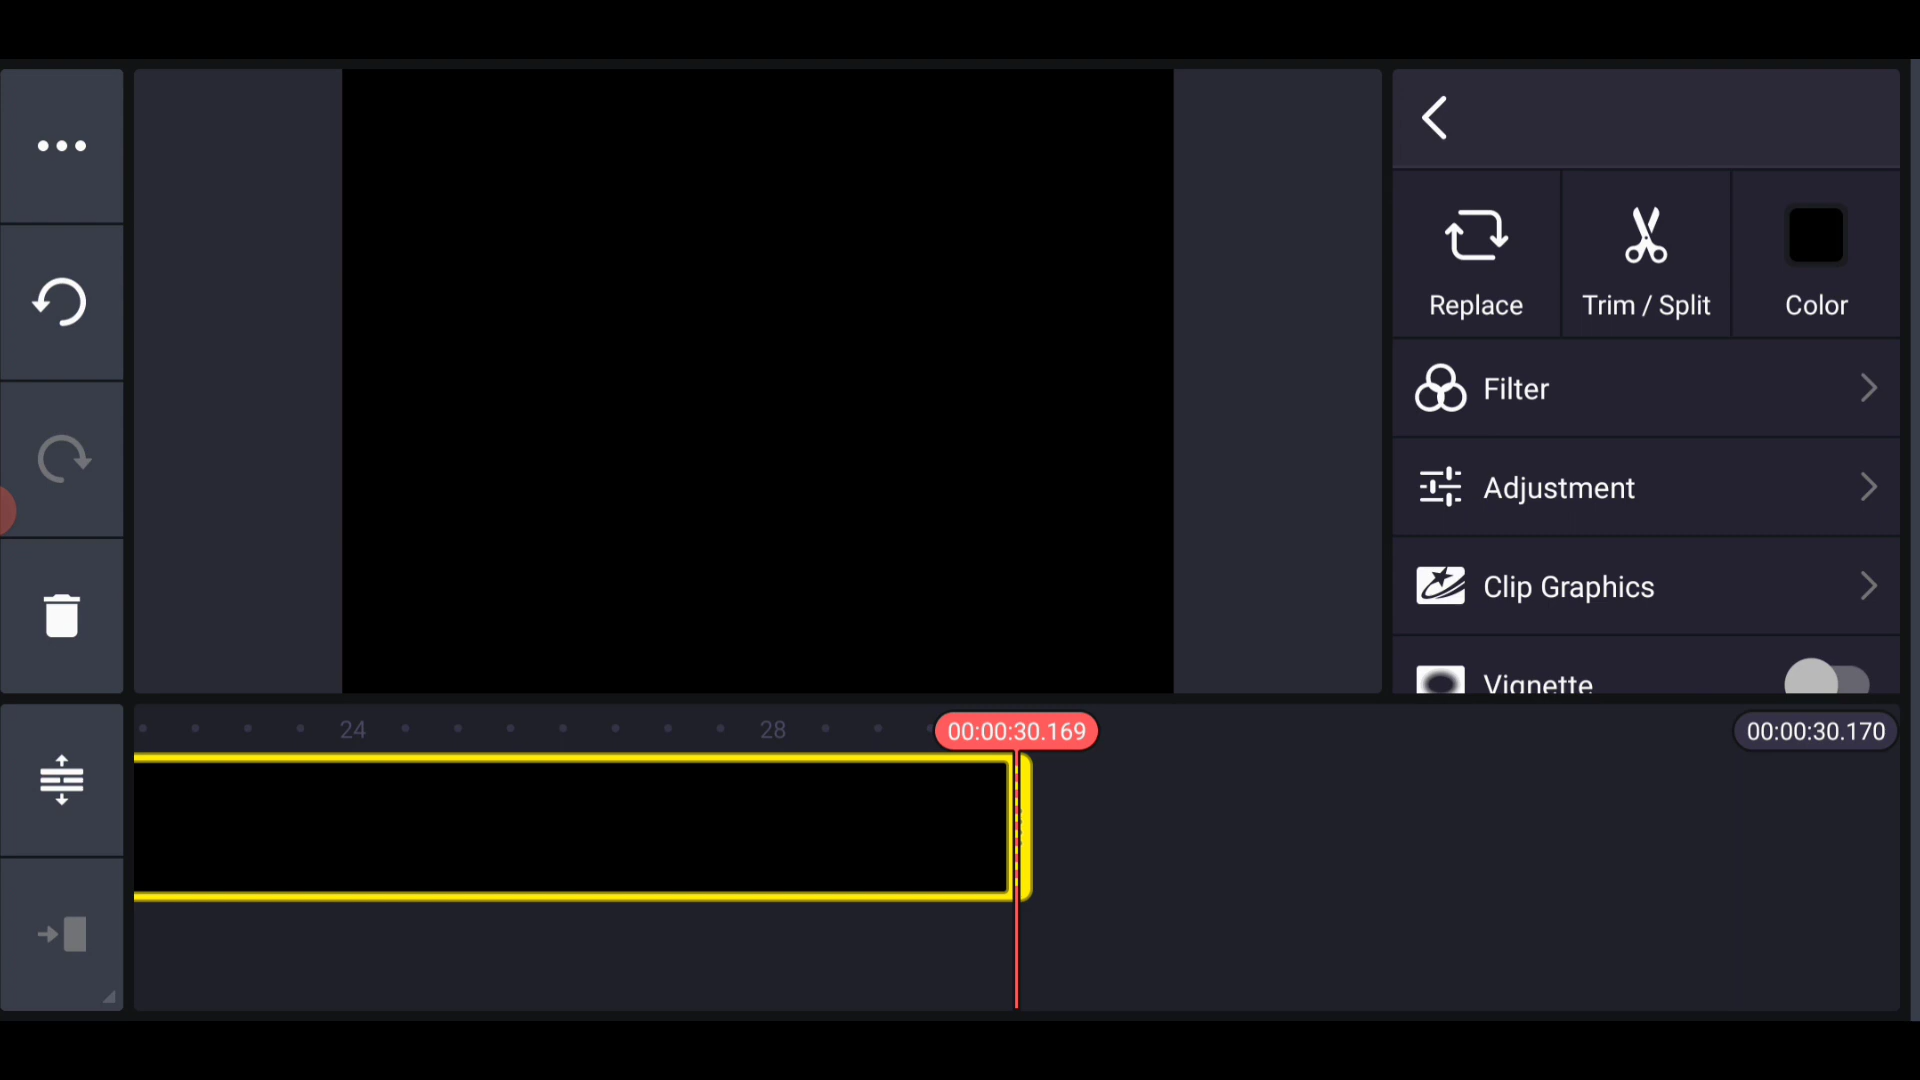 Replace
Trim / Split
Color
Filter
Adjustment
Clip Graphics
Vignette
24
28
00:00:30.169
00:00:30.170